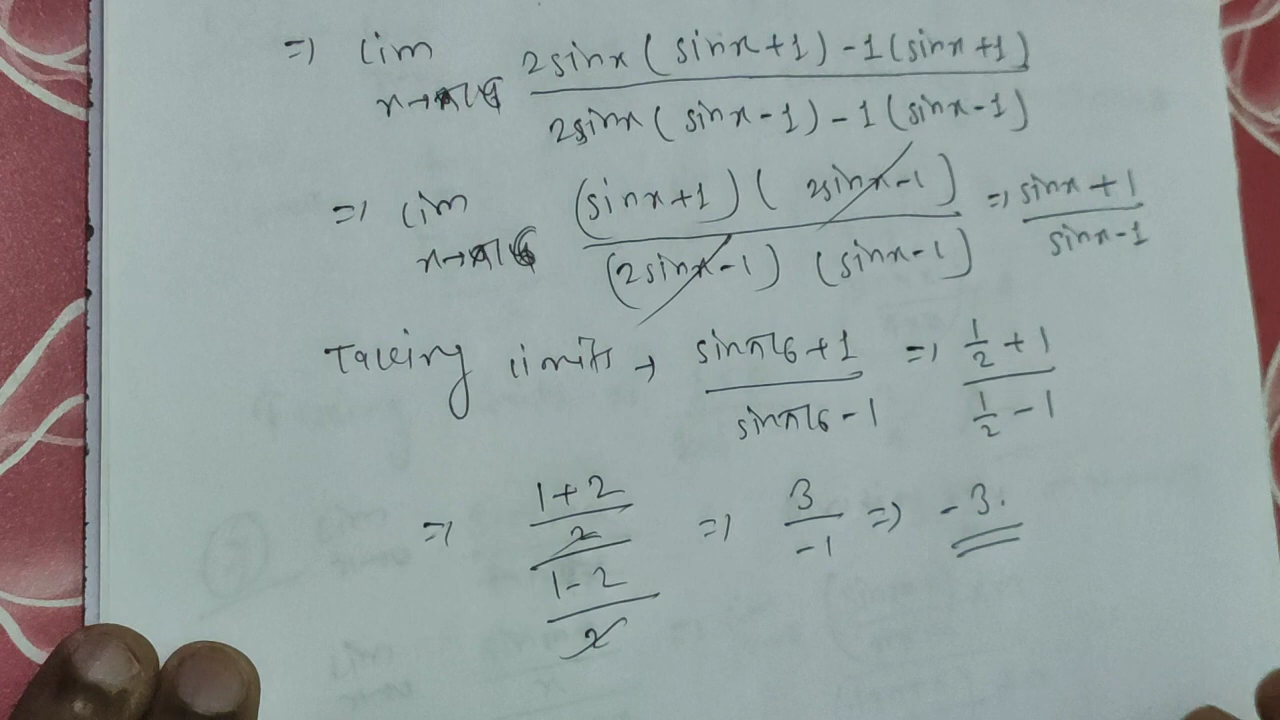 =) lim x→π/6 2sinx(sinx+1)-1(sinx+1) / 2sinx(sinx-1)-1(sinx-1)
=) lim x→π/6 (sinx+1)(2sinx-1) / (2sinx-1)(sinx-1) =) sinx+1 / sinx-1
Taking limits → sinπ/6+1 / sinπ/6-1 =) 1/2+1 / 1/2-1
=) 1+2/2 / 1-2/2 =) 3/-1 =) -3.